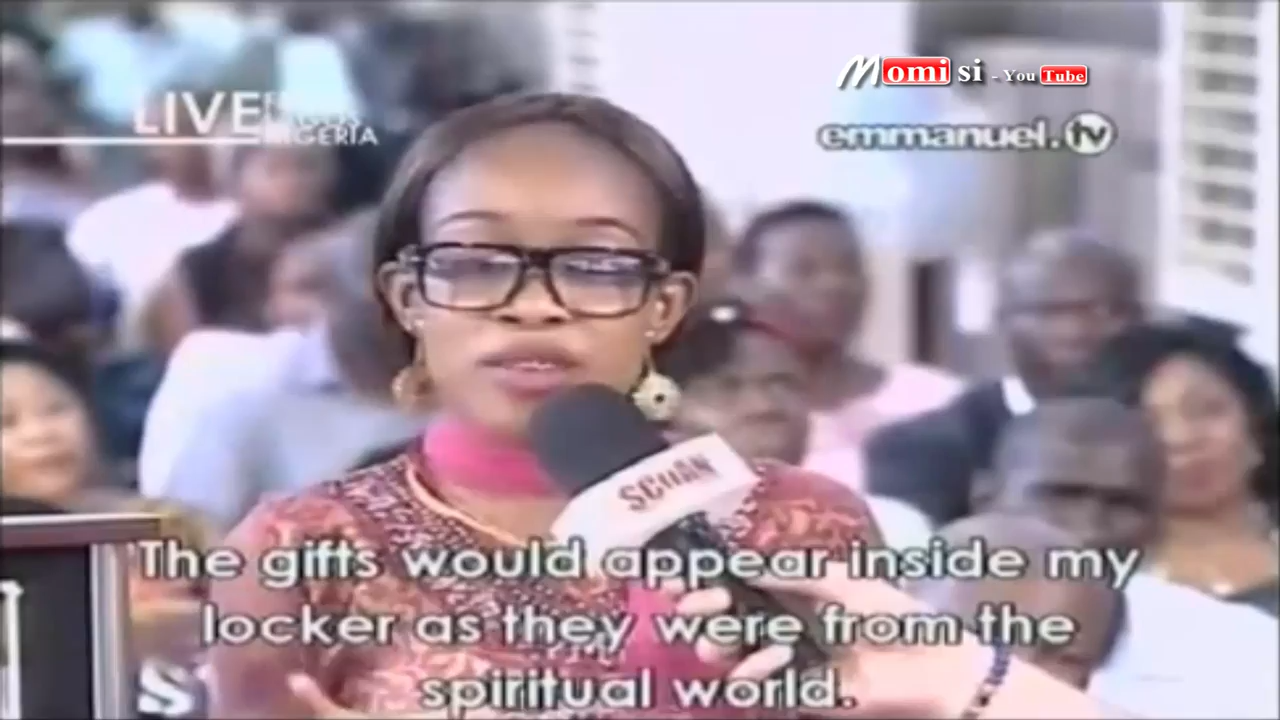 Momi si - You Tube
LIVE
NIGERIA
emmanuel.tv
SCOAN
The gifts would appear inside my
locker as they were from the
spiritual world.
S